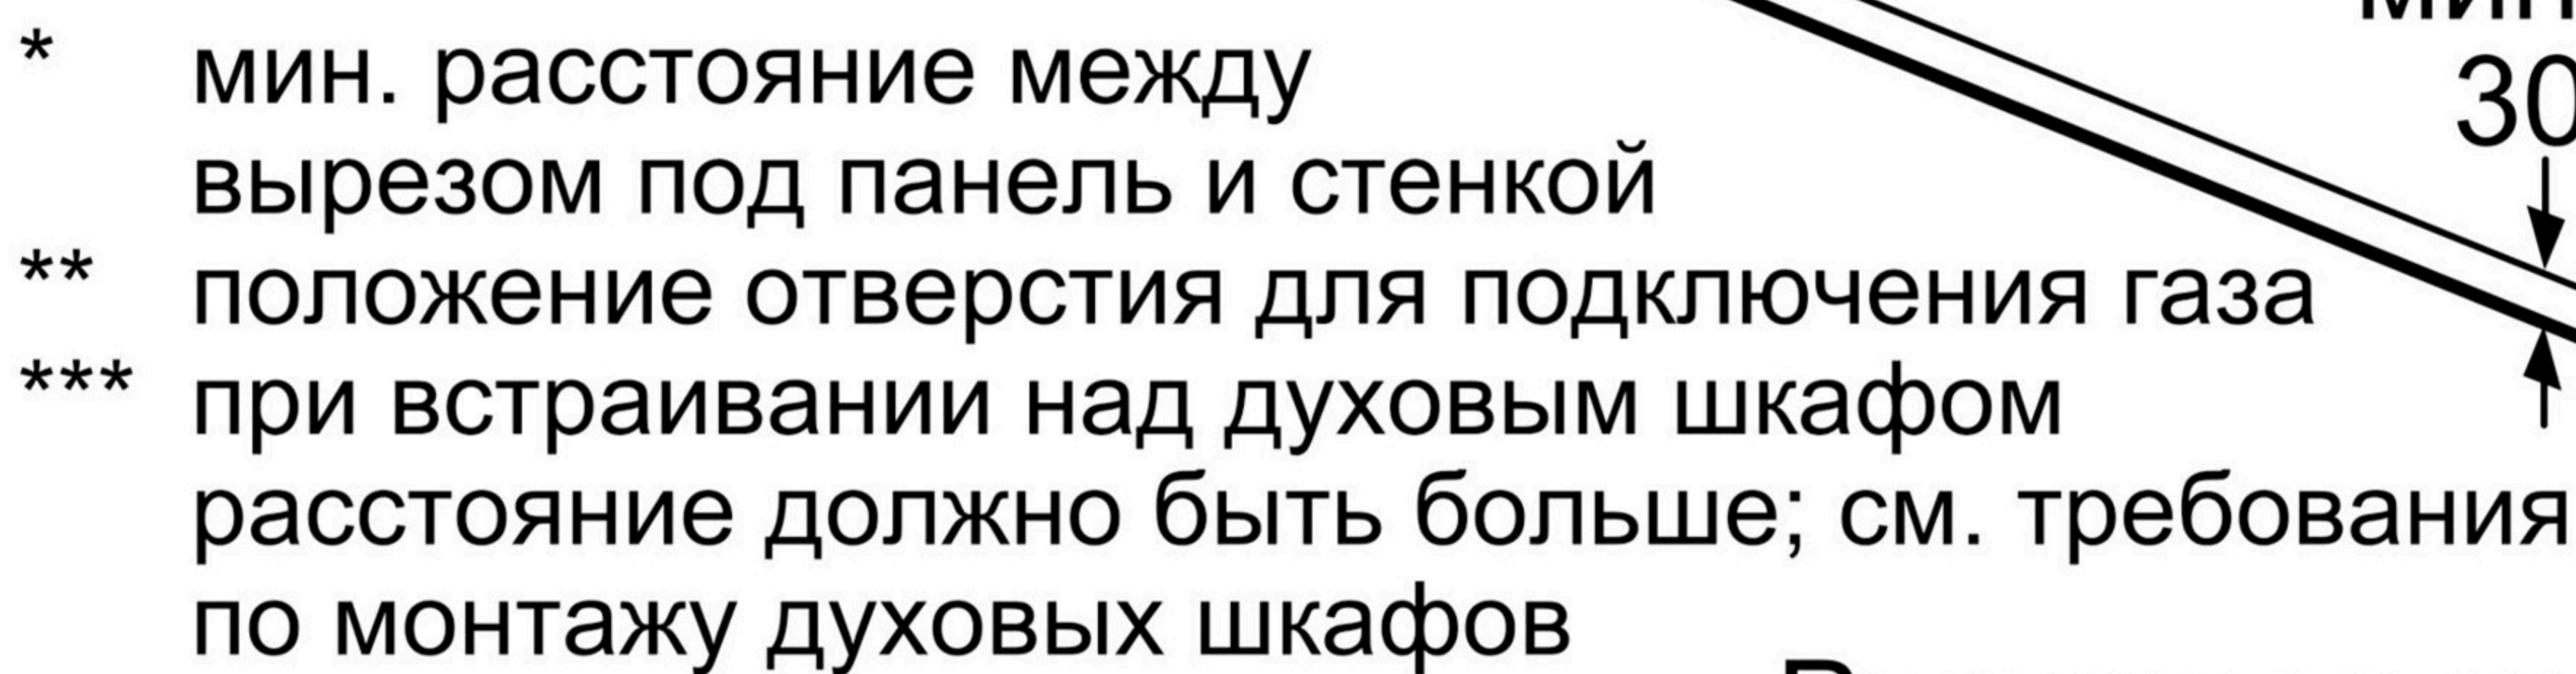 * мин. расстояние между
вырезом под панель и стенкой
** положение отверстия для подключения газа
*** при встраивании над духовым шкафом
расстояние должно быть больше; см. требования
по монтажу духовых шкафов
30